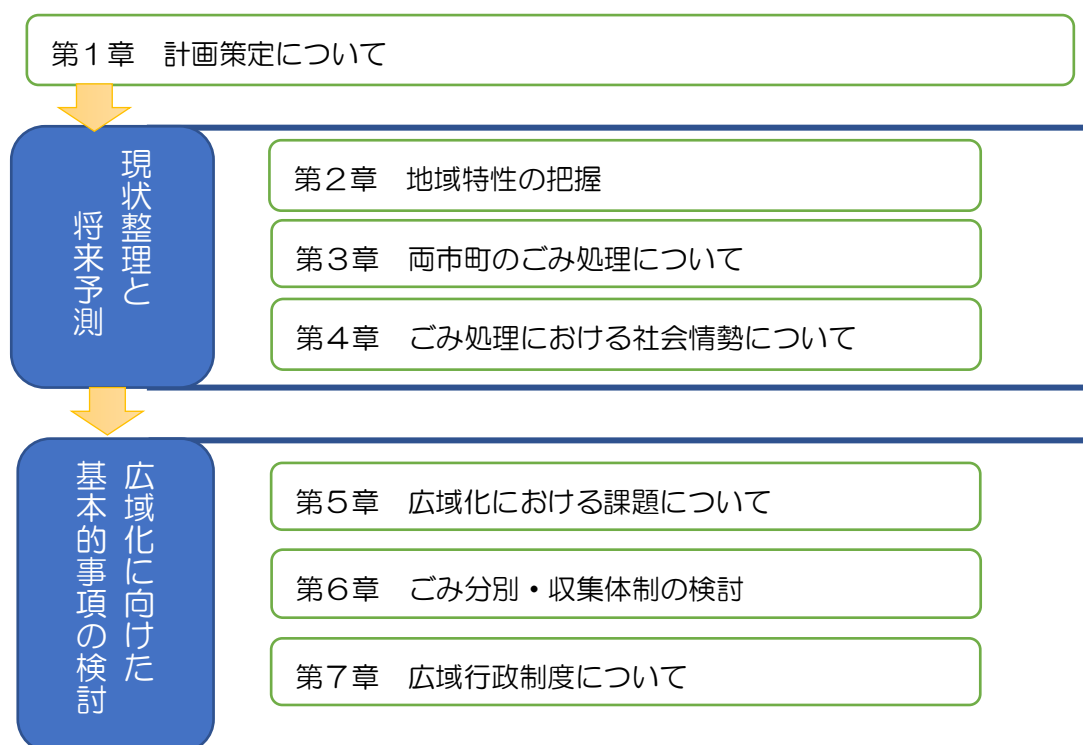 第１章　計画策定について
現状整理と
将来予測
第２章　地域特性の把握
第３章　両市町のごみ処理について
第４章　ごみ処理における社会情勢について
広域化に向けた
基本的事項の検討
第５章　広域化における課題について
第６章　ごみ分別・収集体制の検討
第７章　広域行政制度について